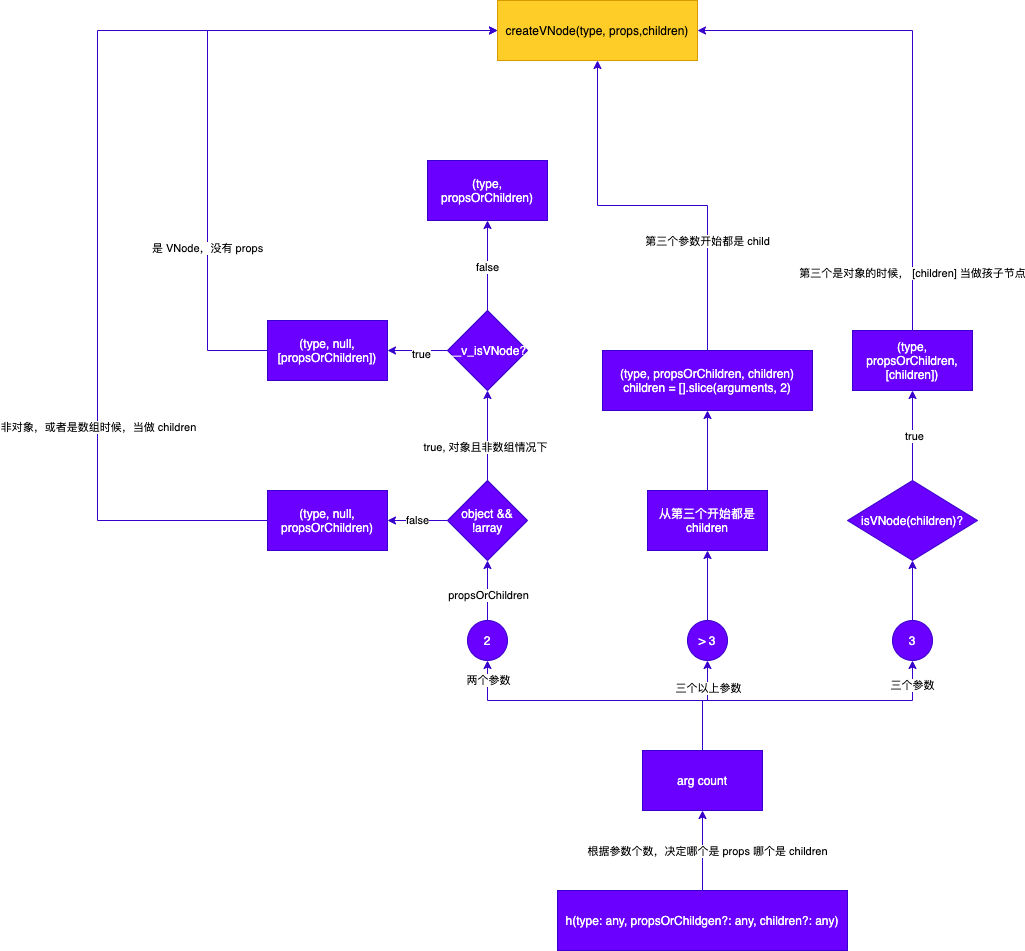 createVNode(type, props,children)
(type,
propsOrChildren)
第三个参数开始都是 child
是 VNode，没有 props
false
第三个是对象的时候， [children] 当做孩子节点
(type, null,
[propsOrChildren])
true
__v_isVNode?
(type, propsOrChildren, children)
children = [].slice(arguments, 2)
(type,
propsOrChildren,
[children])
非对象，或者是数组时候，当做 children
true, 对象且非数组情况下
true
(type, null,
propsOrChildren)
false
object &&
!array
从第三个开始都是
children
isVNode(children)?
propsOrChildren
2
> 3
3
两个参数
三个以上参数
三个参数
arg count
根据参数个数，决定哪个是 props 哪个是 children
h(type: any, propsOrChildgen?: any, children?: any)